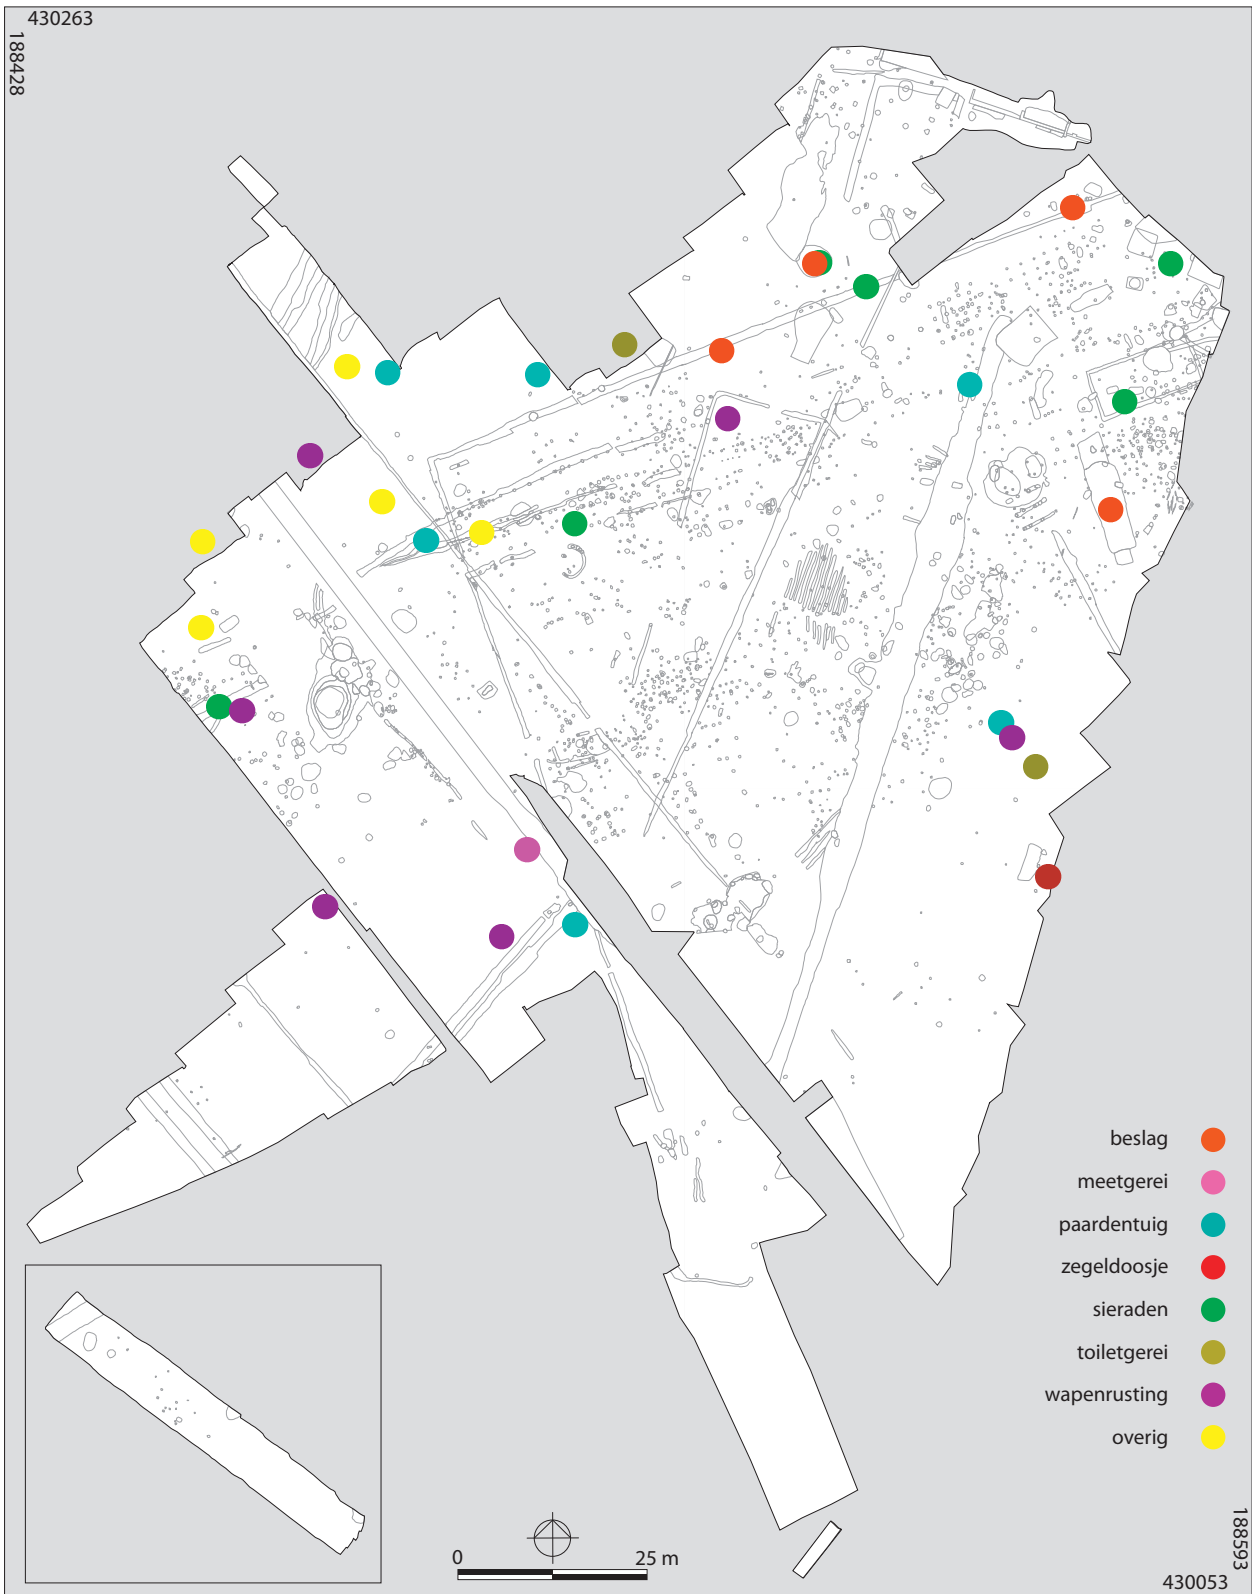 430263
188428
beslag
meetgerei
paardentuig
zegeldoosje
sieraden
toiletgerei
wapenrusting
overig
0 25 m
188593
430053